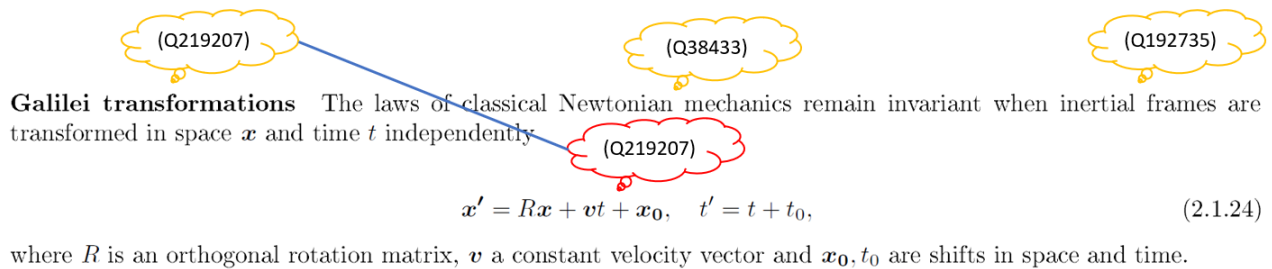 (Q219207) (Q38433) (Q192735)
Galilei transformations The laws of classical Newtonian mechanics remain invariant when inertial frames are
transformed in space x and time t independently
(Q219207)
x′ = Rx + vt + x₀, t′ = t + t₀, (2.1.24)
where R is an orthogonal rotation matrix, v a constant velocity vector and x₀, t₀ are shifts in space and time.